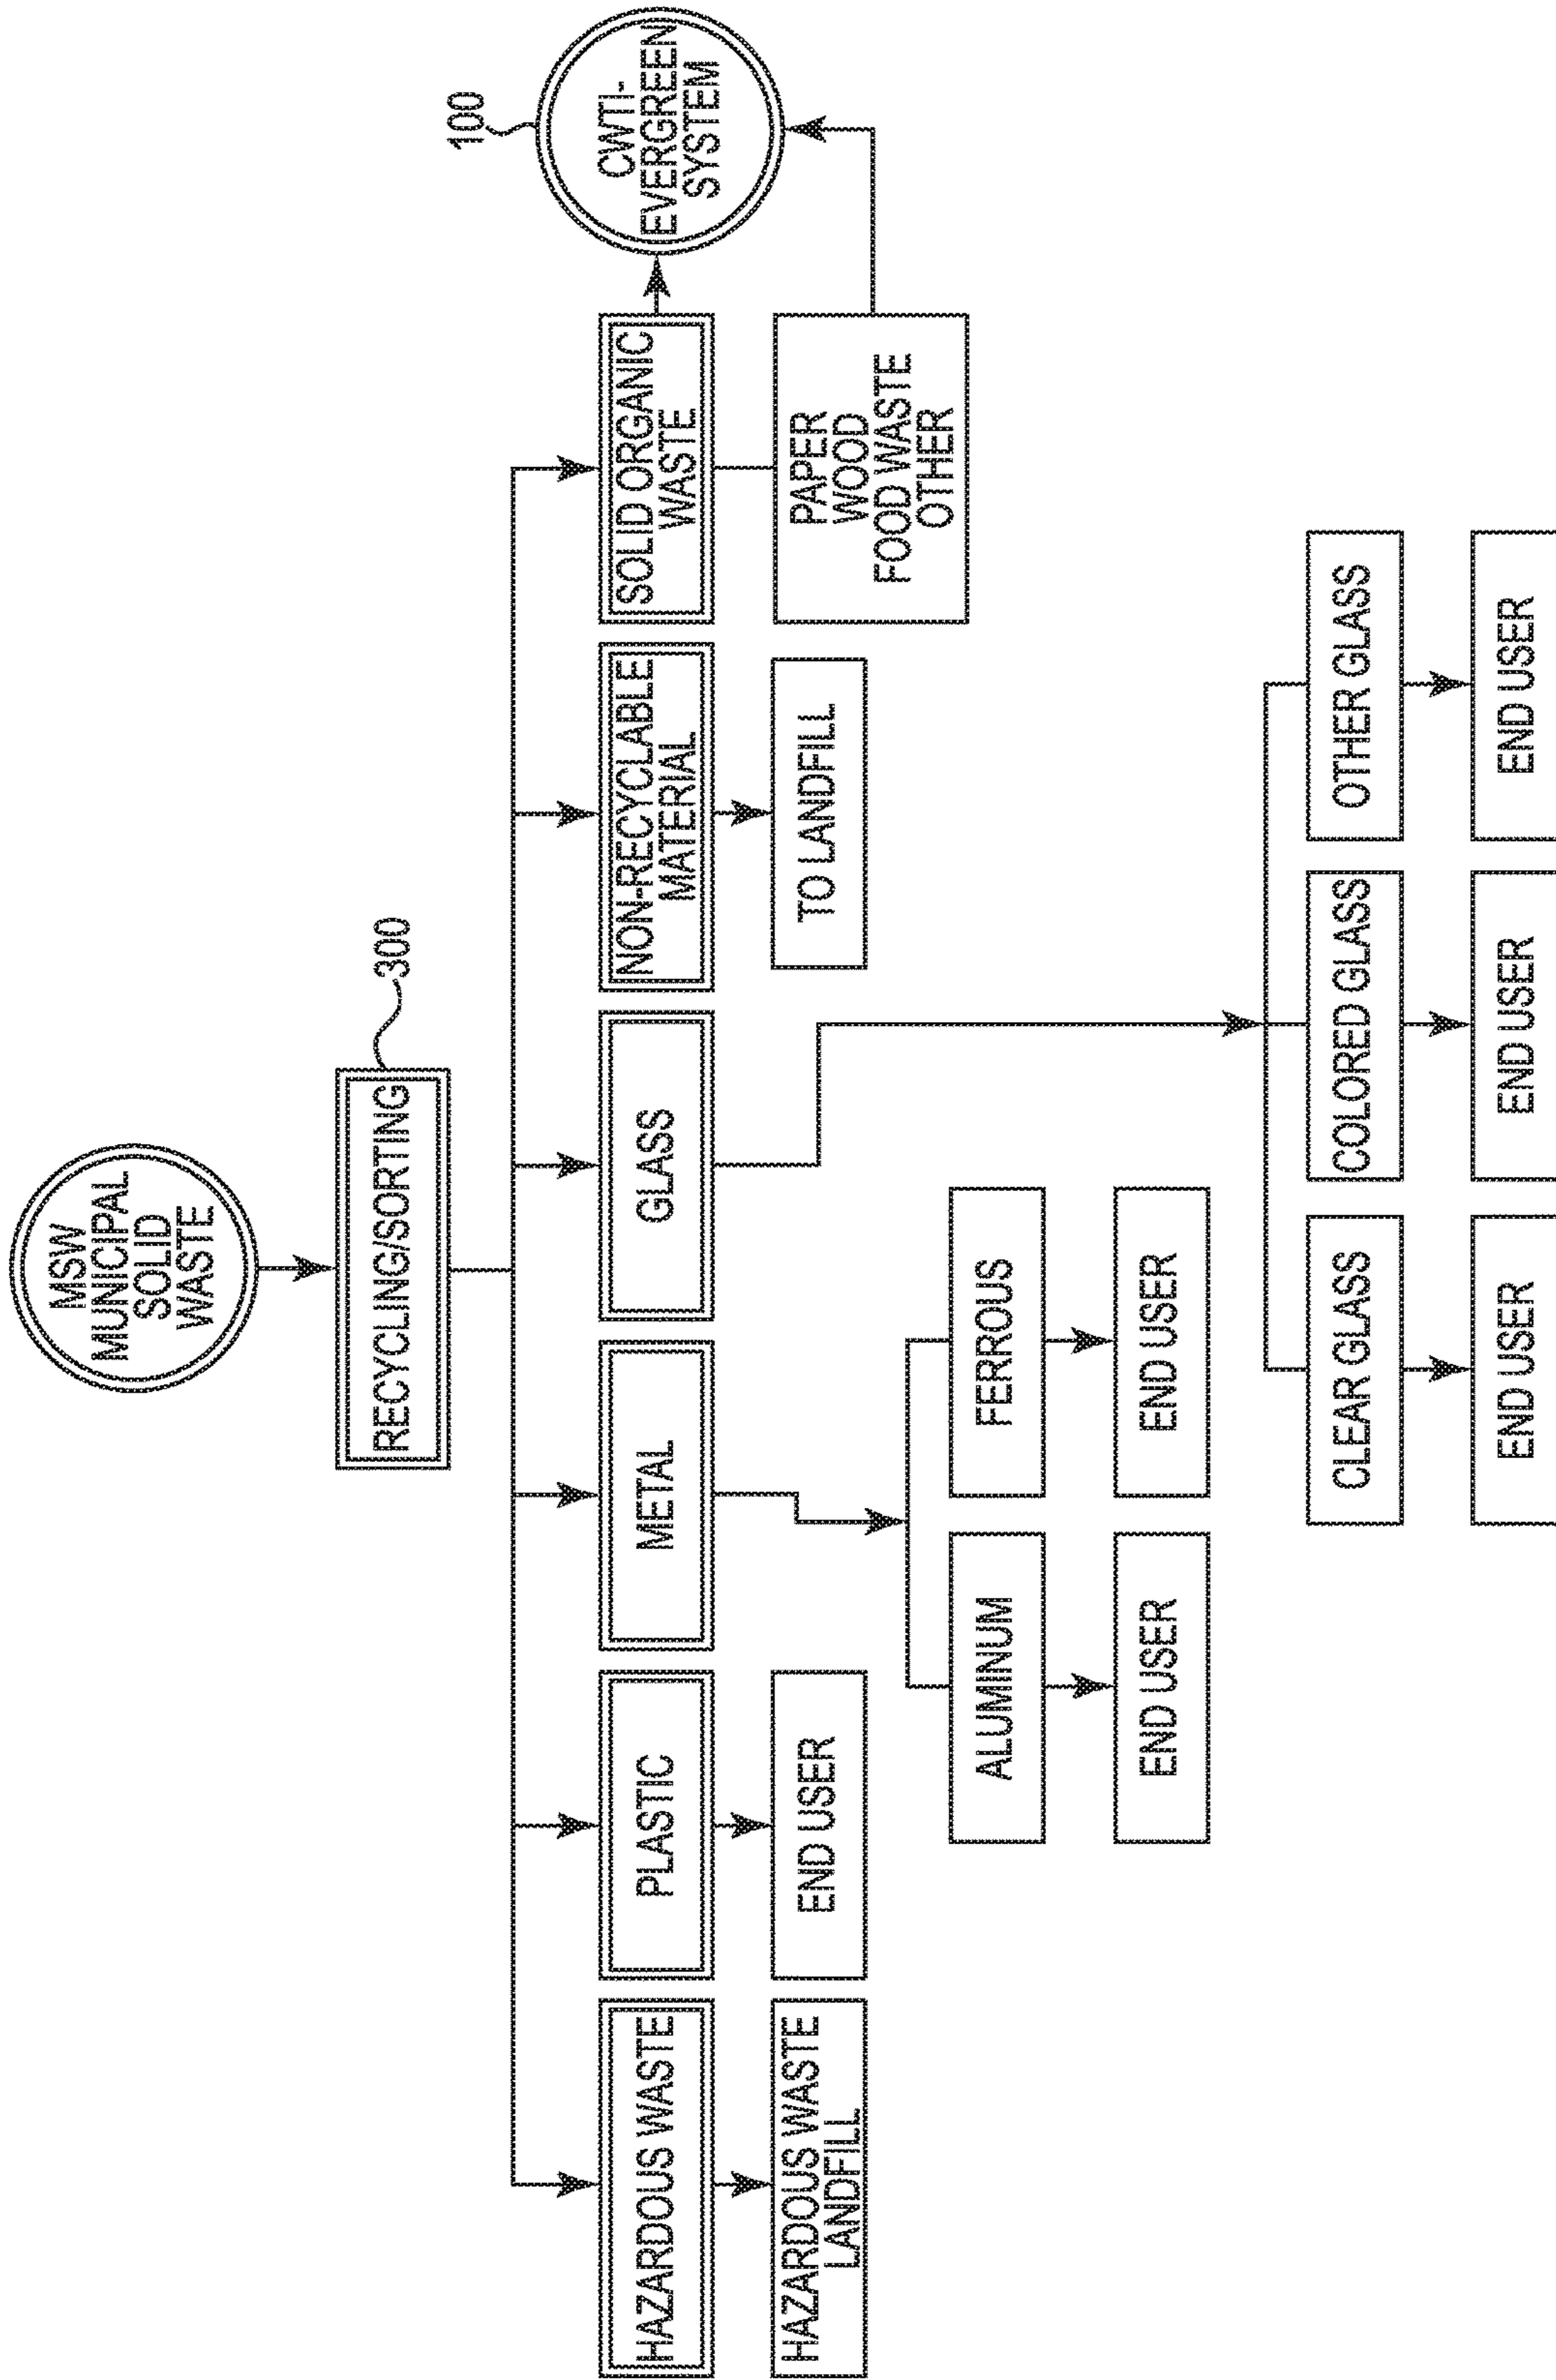 MSW
MUNICIPAL
SOLID
WASTE
RECYCLING/SORTING
300
HAZARDOUS WASTE
PLASTIC
METAL
GLASS
NON-RECYCLABLE
MATERIAL
SOLID ORGANIC
WASTE
100
CWTI-
EVERGREEN
SYSTEM
HAZARDOUS WASTE
LANDFILL
END USER
TO LANDFILL
PAPER
WOOD
FOOD WASTE
OTHER
ALUMINUM
FERROUS
END USER
END USER
CLEAR GLASS
COLORED GLASS
OTHER GLASS
END USER
END USER
END USER